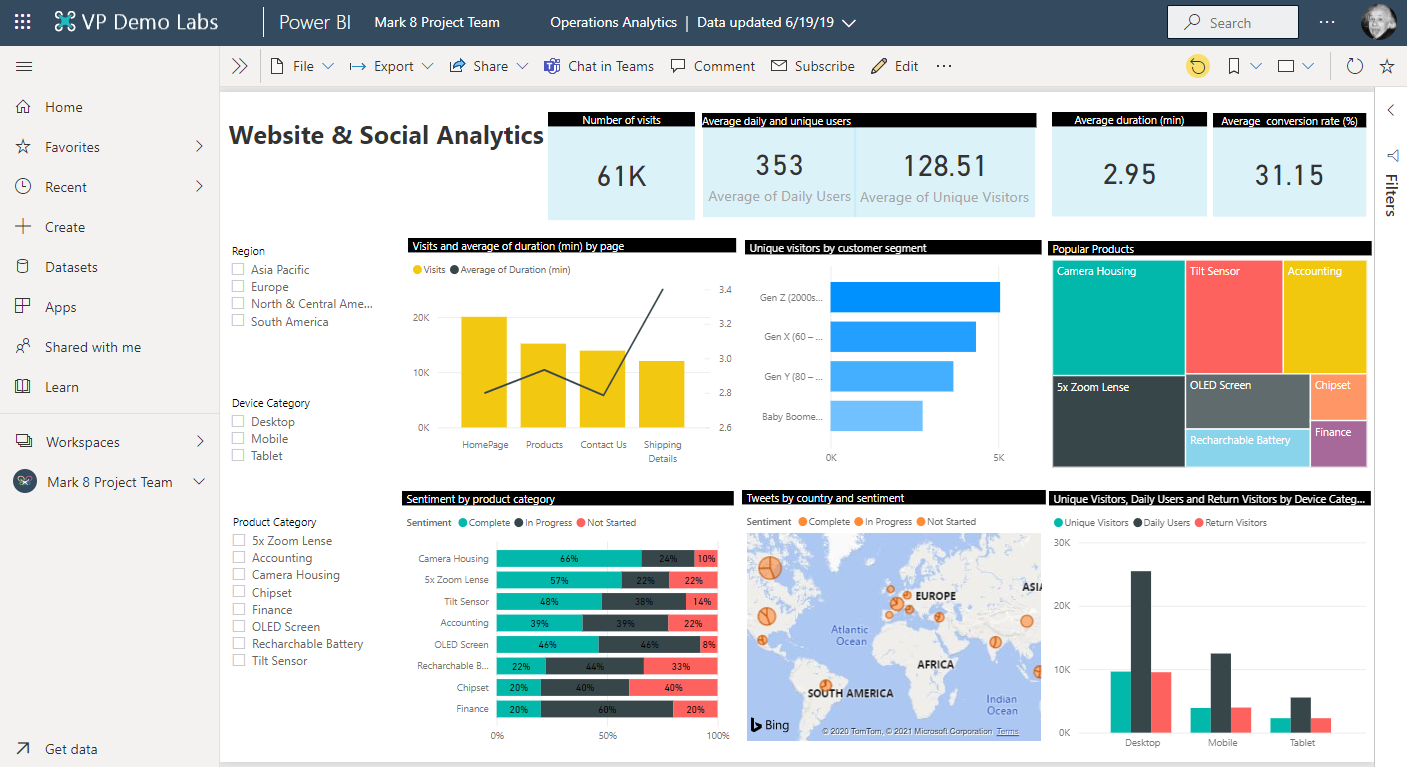 VP Demo Labs
Power BI
Mark 8 Project Team
Operations Analytics | Data updated 6/19/19
Search
File
Export
Share
Chat in Teams
Comment
Subscribe
Edit
Home
Favorites
Recent
Create
Datasets
Apps
Shared with me
Learn
Workspaces
Mark 8 Project Team
Get data
Filters
Website & Social Analytics
Number of visits
61K
Average daily and unique users
353
Average of Daily Users
128.51
Average of Unique Visitors
Average duration (min)
2.95
Average conversion rate (%)
31.15
Region
Asia Pacific
Europe
North & Central Ame...
South America
Device Category
Desktop
Mobile
Tablet
Product Category
5x Zoom Lense
Accounting
Camera Housing
Chipset
Finance
OLED Screen
Recharchable Battery
Tilt Sensor
Visits and average of duration (min) by page
Visits Average of Duration (min)
20K
10K
0K
3.4
3.2
3.0
2.8
2.6
HomePage
Products
Contact Us
Shipping
Details
Unique visitors by customer segment
Gen Z (2000s...
Gen X (60 – ...
Gen Y (80 – ...
Baby Boome...
0K
5K
Popular Products
Camera Housing
Tilt Sensor
Accounting
5x Zoom Lense
OLED Screen
Chipset
Recharchable Battery
Finance
Sentiment by product category
Sentiment Complete In Progress Not Started
Camera Housing 66% 24% 10%
5x Zoom Lense 57% 22% 22%
Tilt Sensor 48% 38% 14%
Accounting 39% 39% 22%
OLED Screen 46% 46% 8%
Recharchable B... 22% 44% 33%
Chipset 20% 40% 40%
Finance 20% 60% 20%
0% 50% 100%
Tweets by country and sentiment
Sentiment Complete In Progress Not Started
EUROPE
ASI
Atlantic
Ocean
AFRICA
SOUTH AMERICA
Indian
Ocean
Bing
© 2020 TomTom, © 2021 Microsoft Corporation Terms
Unique Visitors, Daily Users and Return Visitors by Device Categ...
Unique Visitors Daily Users Return Visitors
30K
20K
10K
0K
Desktop
Mobile
Tablet